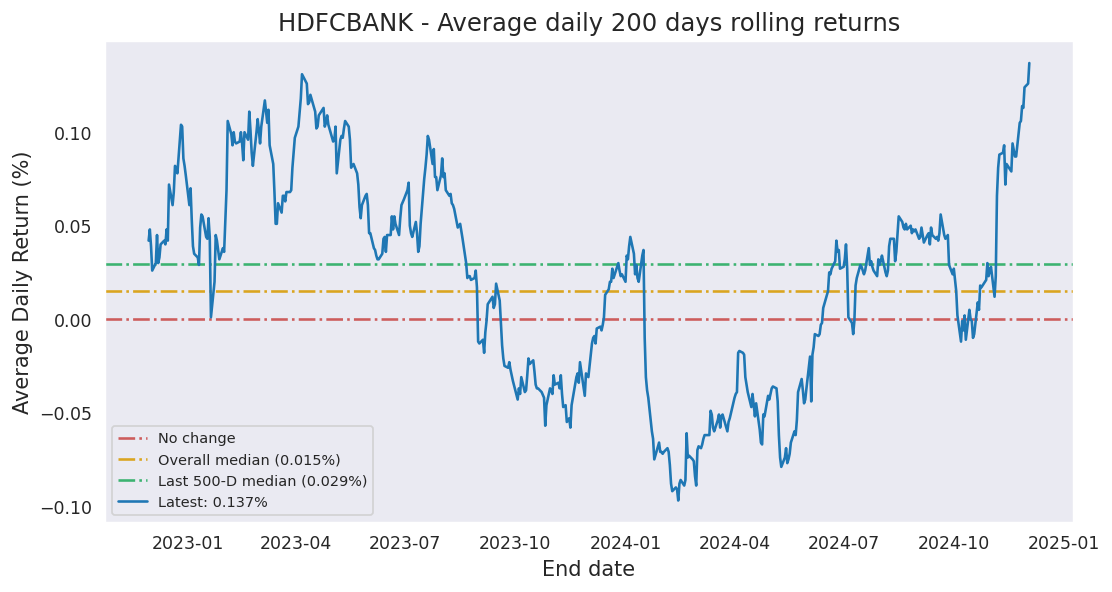 HDFCBANK - Average daily 200 days rolling returns
Average Daily Return (%)
0.10
0.05
0.00
−0.05
−0.10
No change
Overall median (0.015%)
Last 500-D median (0.029%)
Latest: 0.137%
2023-01 2023-04 2023-07 2023-10 2024-01 2024-04 2024-07 2024-10 2025-01
End date